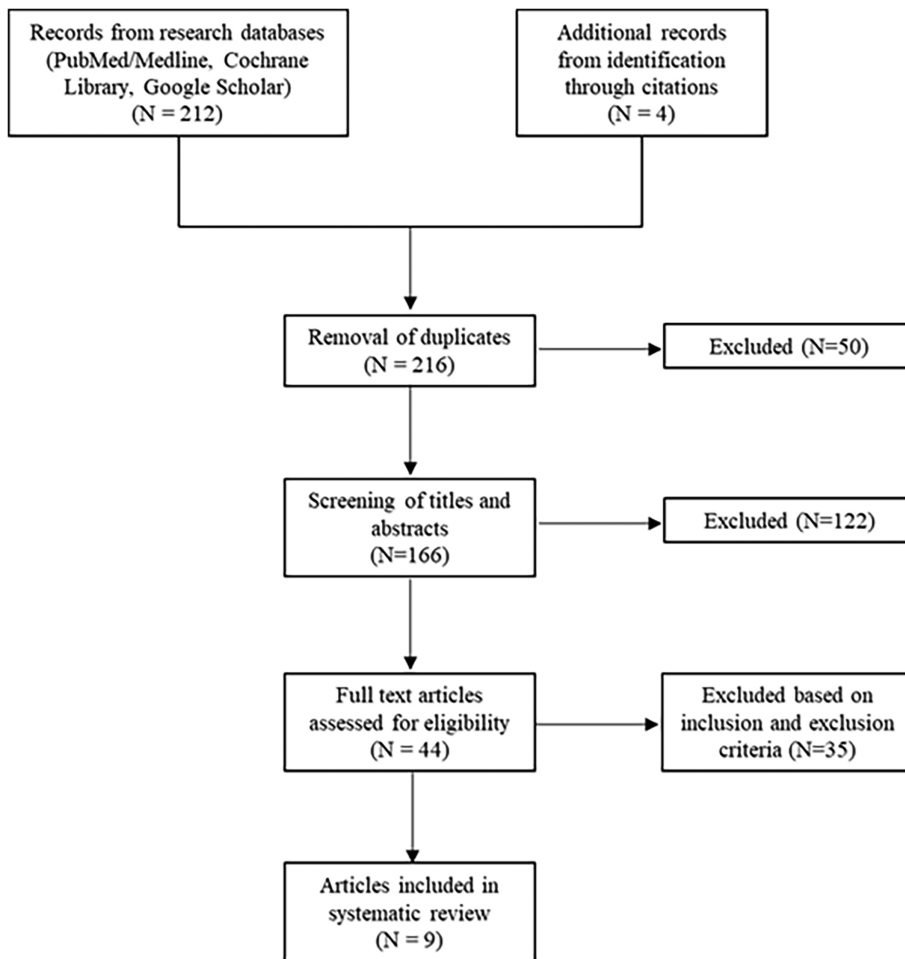 Records from research databases
(PubMed/Medline, Cochrane
Library, Google Scholar)
(N = 212)
Additional records
from identification
through citations
(N = 4)
Removal of duplicates
(N = 216)
Excluded (N=50)
Screening of titles and
abstracts
(N=166)
Excluded (N=122)
Full text articles
assessed for eligibility
(N = 44)
Excluded based on
inclusion and exclusion
criteria (N=35)
Articles included in
systematic review
(N = 9)